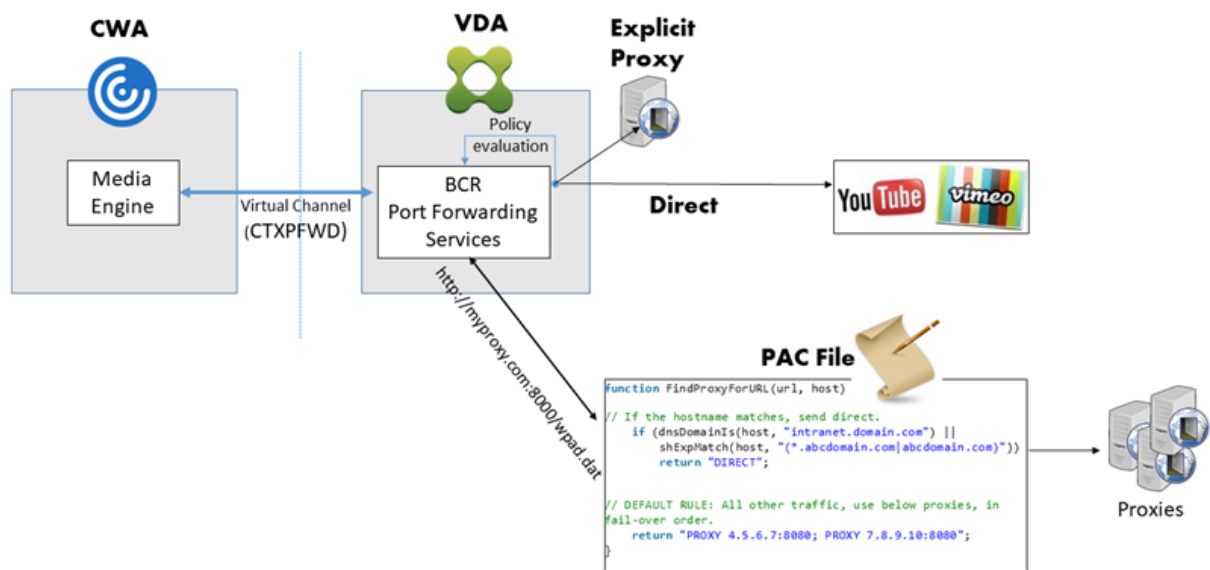 CWA
VDA
Explicit
Proxy
Policy
evaluation
Media
Engine
Virtual Channel
(CTXPFWD)
BCR
Port Forwarding
Services
Direct
You Tube
vimeo
http://myproxy.com:8000/wpad.dat
PAC File
function FindProxyForURL(url, host)
// If the hostname matches, send direct.
if (dnsDomainIs(host, "intranet.domain.com") ||
shExpMatch(host, "(*.abcdomain.com|abcdomain.com)"))
return "DIRECT";
// DEFAULT RULE: All other traffic, use below proxies, in
fail-over order.
return "PROXY 4.5.6.7:8080; PROXY 7.8.9.10:8080";
}
Proxies